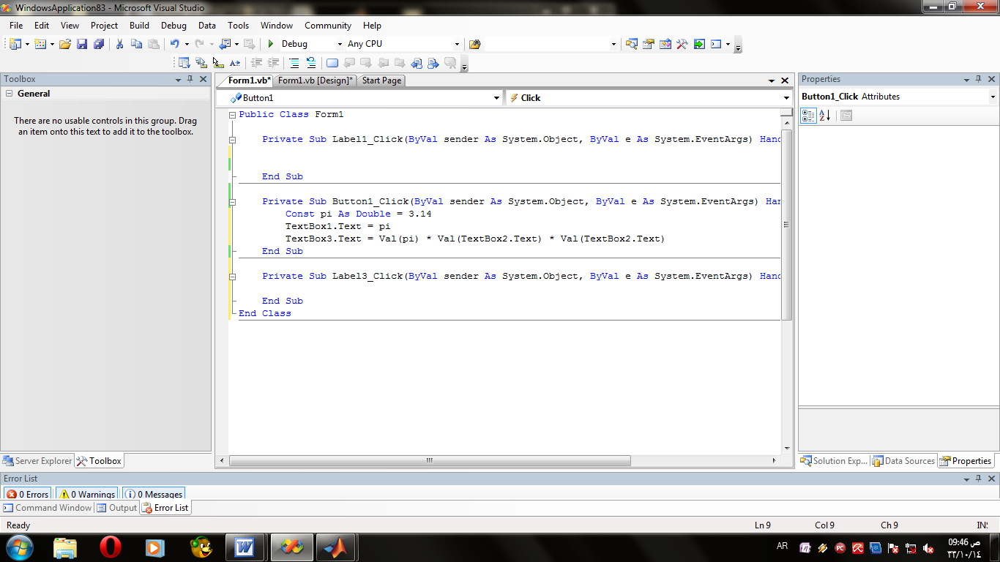 WindowsApplication83 - Microsoft Visual Studio
File Edit View Project Build Debug Data Tools Window Community Help
Debug Any CPU
Toolbox
General
There are no usable controls in this group. Drag
an item onto this text to add it to the toolbox.
Server Explorer Toolbox
Form1.vb* Form1.vb [Design]* Start Page
Button1 Click
Public Class Form1
Private Sub Label1_Click(ByVal sender As System.Object, ByVal e As System.EventArgs) Hand
End Sub
Private Sub Button1_Click(ByVal sender As System.Object, ByVal e As System.EventArgs) Han
Const pi As Double = 3.14
TextBox1.Text = pi
TextBox3.Text = Val(pi) * Val(TextBox2.Text) * Val(TextBox2.Text)
End Sub
Private Sub Label3_Click(ByVal sender As System.Object, ByVal e As System.EventArgs) Hand
End Sub
End Class
Properties
Button1_Click Attributes
Solution Exp... Data Sources Properties
Error List
0 Errors 0 Warnings 0 Messages
Command Window Output Error List
Ready Ln 9 Col 9 Ch 9 INS
AR
09:46 ص
٣٣/١٠/١٤